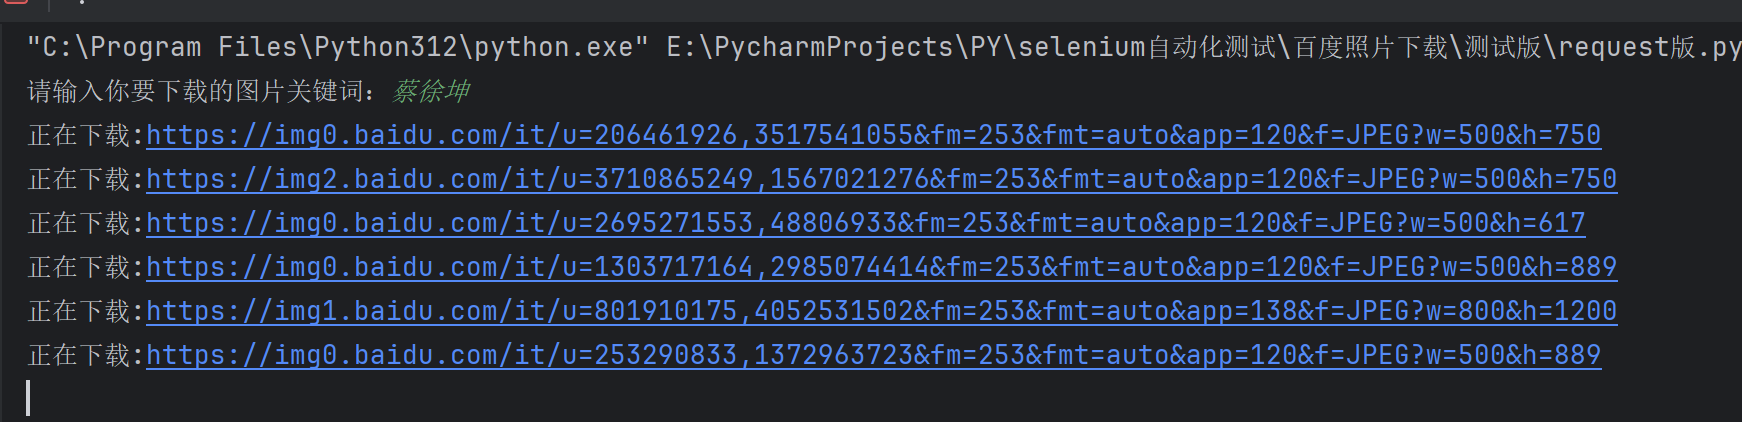 "C:\Program Files\Python312\python.exe" E:\PycharmProjects\PY\selenium自动化测试\百度照片下载\测试版\request版.py
请输入你要下载的图片关键词：蔡徐坤
正在下载:https://img0.baidu.com/it/u=206461926,3517541055&fm=253&fmt=auto&app=120&f=JPEG?w=500&h=750
正在下载:https://img2.baidu.com/it/u=3710865249,1567021276&fm=253&fmt=auto&app=120&f=JPEG?w=500&h=750
正在下载:https://img0.baidu.com/it/u=2695271553,48806933&fm=253&fmt=auto&app=120&f=JPEG?w=500&h=617
正在下载:https://img0.baidu.com/it/u=1303717164,2985074414&fm=253&fmt=auto&app=120&f=JPEG?w=500&h=889
正在下载:https://img1.baidu.com/it/u=801910175,4052531502&fm=253&fmt=auto&app=138&f=JPEG?w=800&h=1200
正在下载:https://img0.baidu.com/it/u=253290833,1372963723&fm=253&fmt=auto&app=120&f=JPEG?w=500&h=889